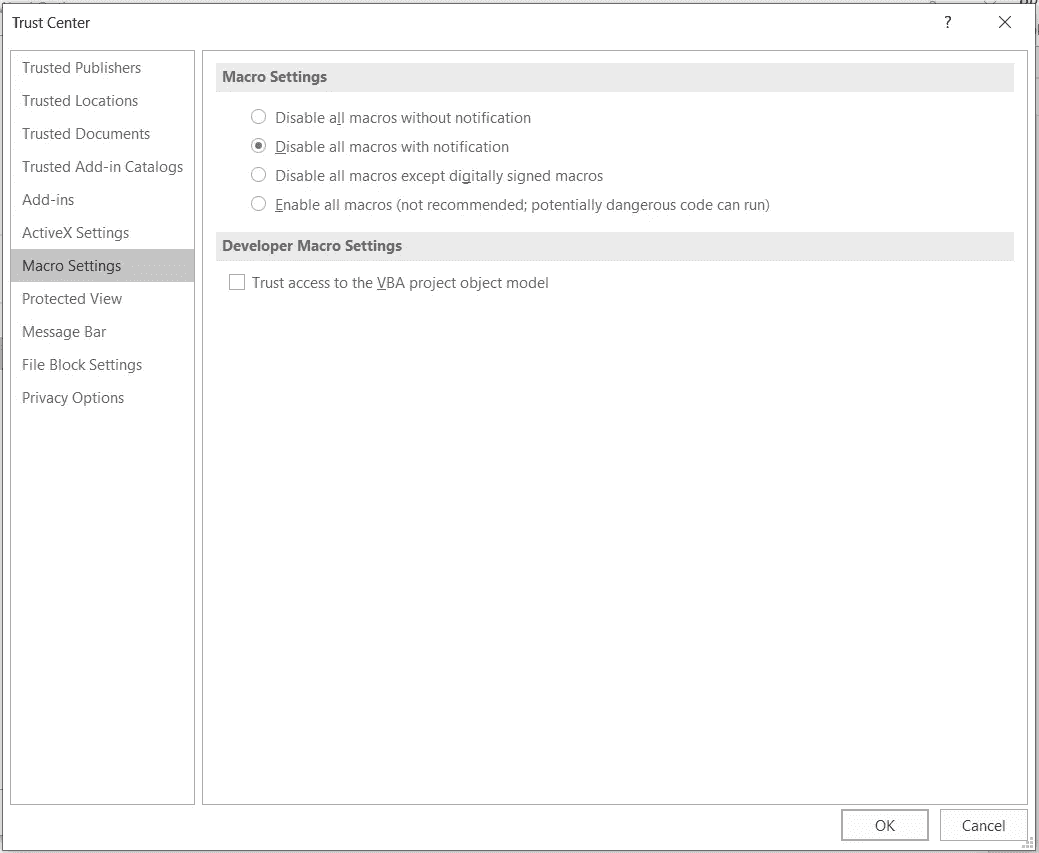 Trust Center
?
Trusted Publishers
Trusted Locations
Trusted Documents
Trusted Add-in Catalogs
Add-ins
ActiveX Settings
Macro Settings
Protected View
Message Bar
File Block Settings
Privacy Options
Macro Settings
Disable all macros without notification
Disable all macros with notification
Disable all macros except digitally signed macros
Enable all macros (not recommended; potentially dangerous code can run)
Developer Macro Settings
Trust access to the VBA project object model
OK
Cancel